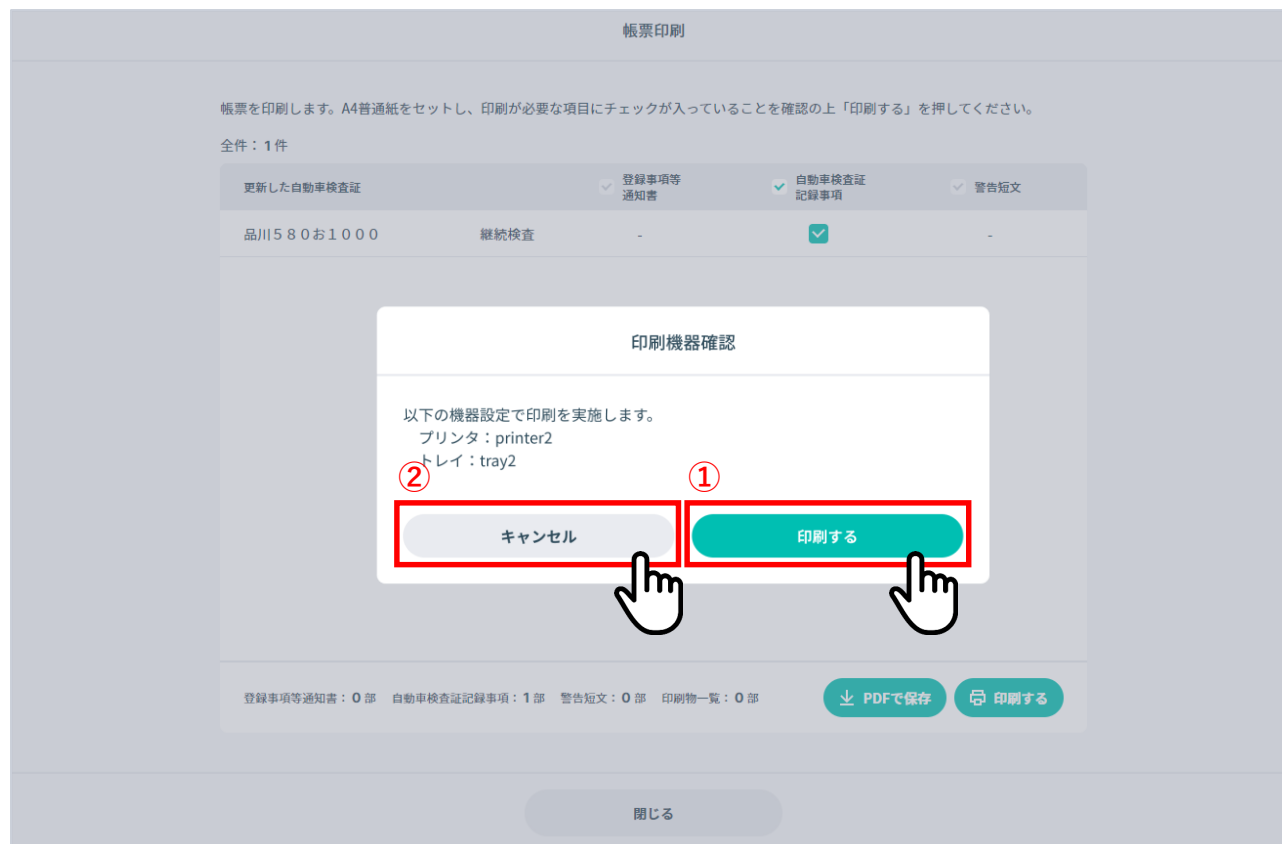 帳票印刷
帳票を印刷します。A4普通紙をセットし、印刷が必要な項目にチェックが入っていることを確認の上「印刷する」を押してください。
全件：1件
更新した自動車検査証
登録事項等
通知書
自動車検査証
記録事項
警告短文
品川５８０お１０００ 継続検査 - -
印刷機器確認
以下の機器設定で印刷を実施します。
プリンタ：printer2
トレイ：tray2
② ①
キャンセル 印刷する
登録事項等通知書：0部 自動車検査証記録事項：1部 警告短文：0部 印刷物一覧：0部 PDFで保存 印刷する
閉じる